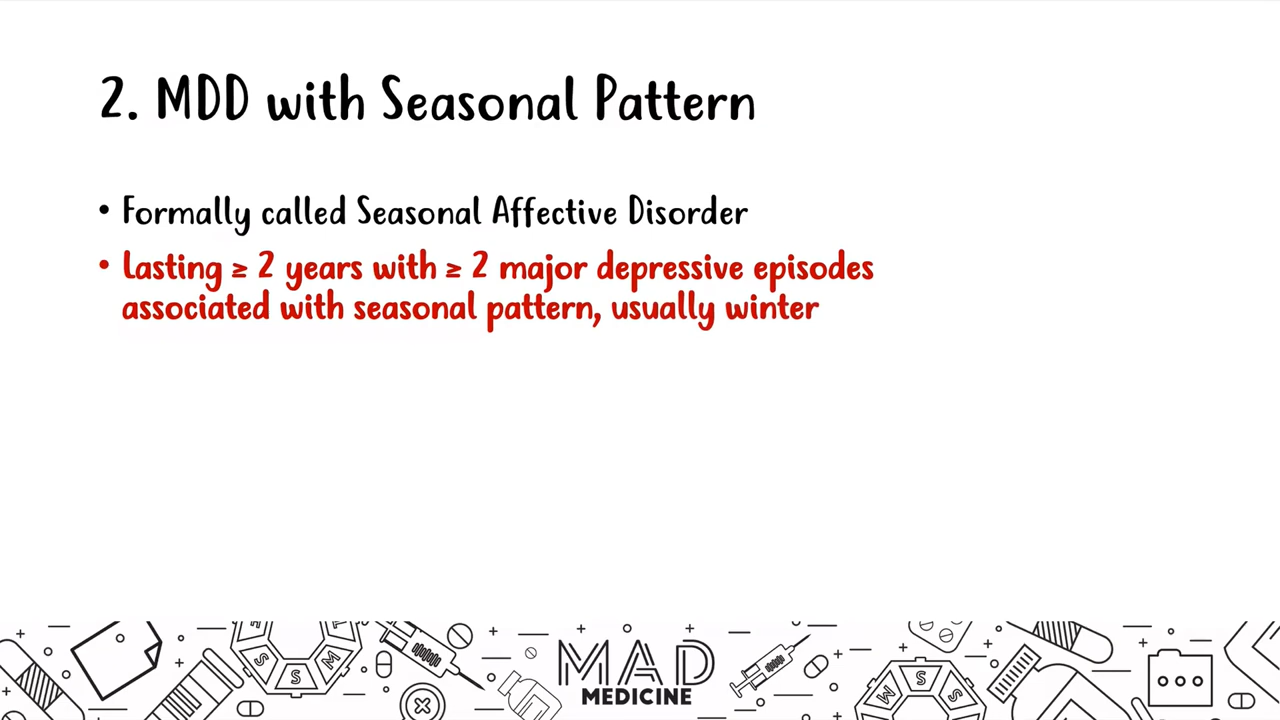 2. MDD with Seasonal Pattern
• Formally called Seasonal Affective Disorder
• Lasting ≥ 2 years with ≥ 2 major depressive episodes
associated with seasonal pattern, usually winter
S
S
M
MAD
MEDICINE
M
S
S